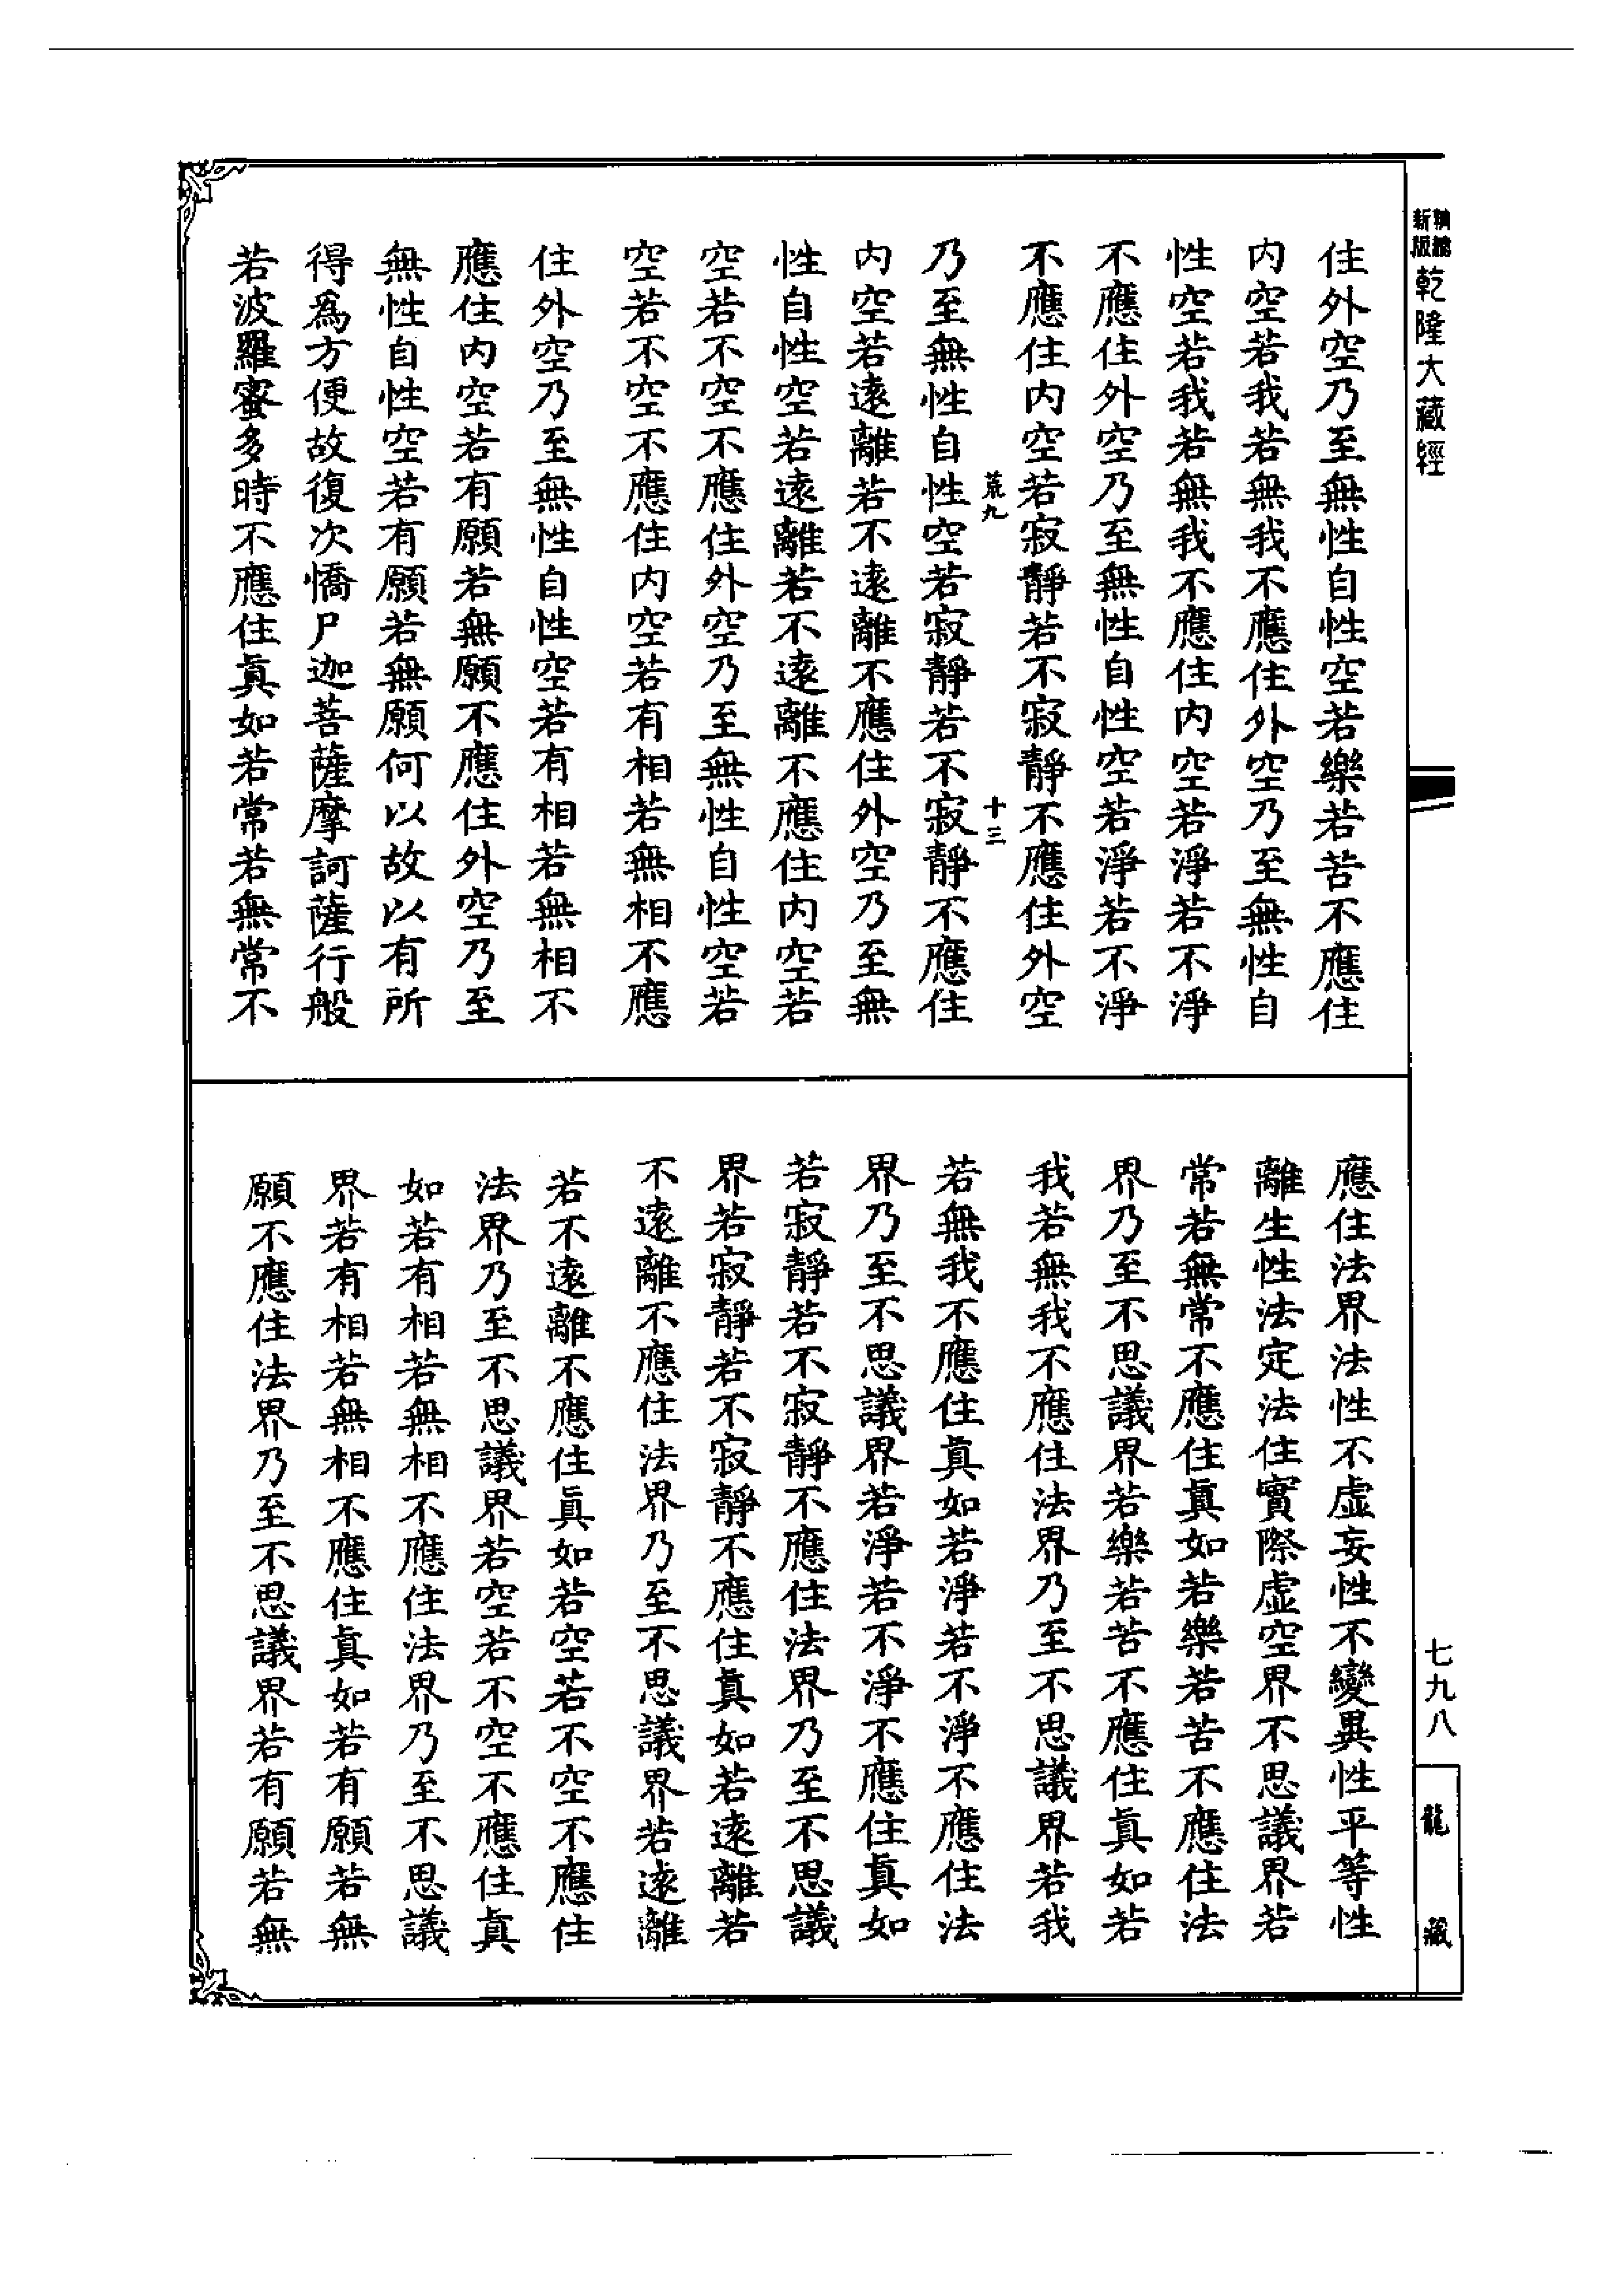 精縮新版乾隆大藏經
住外空乃至無性自性空若樂若苦不應住
內空若我若無我不應住外空乃至無性自
性空若我若無我不應住內空若淨若不淨
不應住外空乃至無性自性空若淨若不淨
不應住內空若寂靜若不寂靜不應住外空
荒九 十三
乃至無性自性空若寂靜若不寂靜不應住
內空若遠離若不遠離不應住外空乃至無
性自性空若遠離若不遠離不應住內空若
空若不空不應住外空乃至無性自性空若
空若不空不應住內空若有相若無相不應
住外空乃至無性自性空若有相若無相不
應住內空若有願若無願不應住外空乃至
無性自性空若有願若無願何以故以有所
得爲方便故復次憍尸迦菩薩摩訶薩行般
若波羅蜜多時不應住眞如若常若無常不
應住法界法性不虛妄性不變異性平等性
離生性法定法住實際虛空界不思議界若
常若無常不應住眞如若樂若苦不應住法
界乃至不思議界若樂若苦不應住眞如若
我若無我不應住法界乃至不思議界若我
若無我不應住眞如若淨若不淨不應住法
界乃至不思議界若淨若不淨不應住眞如
若寂靜若不寂靜不應住法界乃至不思議
界若寂靜若不寂靜不應住眞如若遠離若
不遠離不應住法界乃至不思議界若遠離
若不遠離不應住眞如若空若不空不應住
法界乃至不思議界若空若不空不應住眞
如若有相若無相不應住法界乃至不思議
界若有相若無相不應住眞如若有願若無
願不應住法界乃至不思議界若有願若無
七九八
龍藏